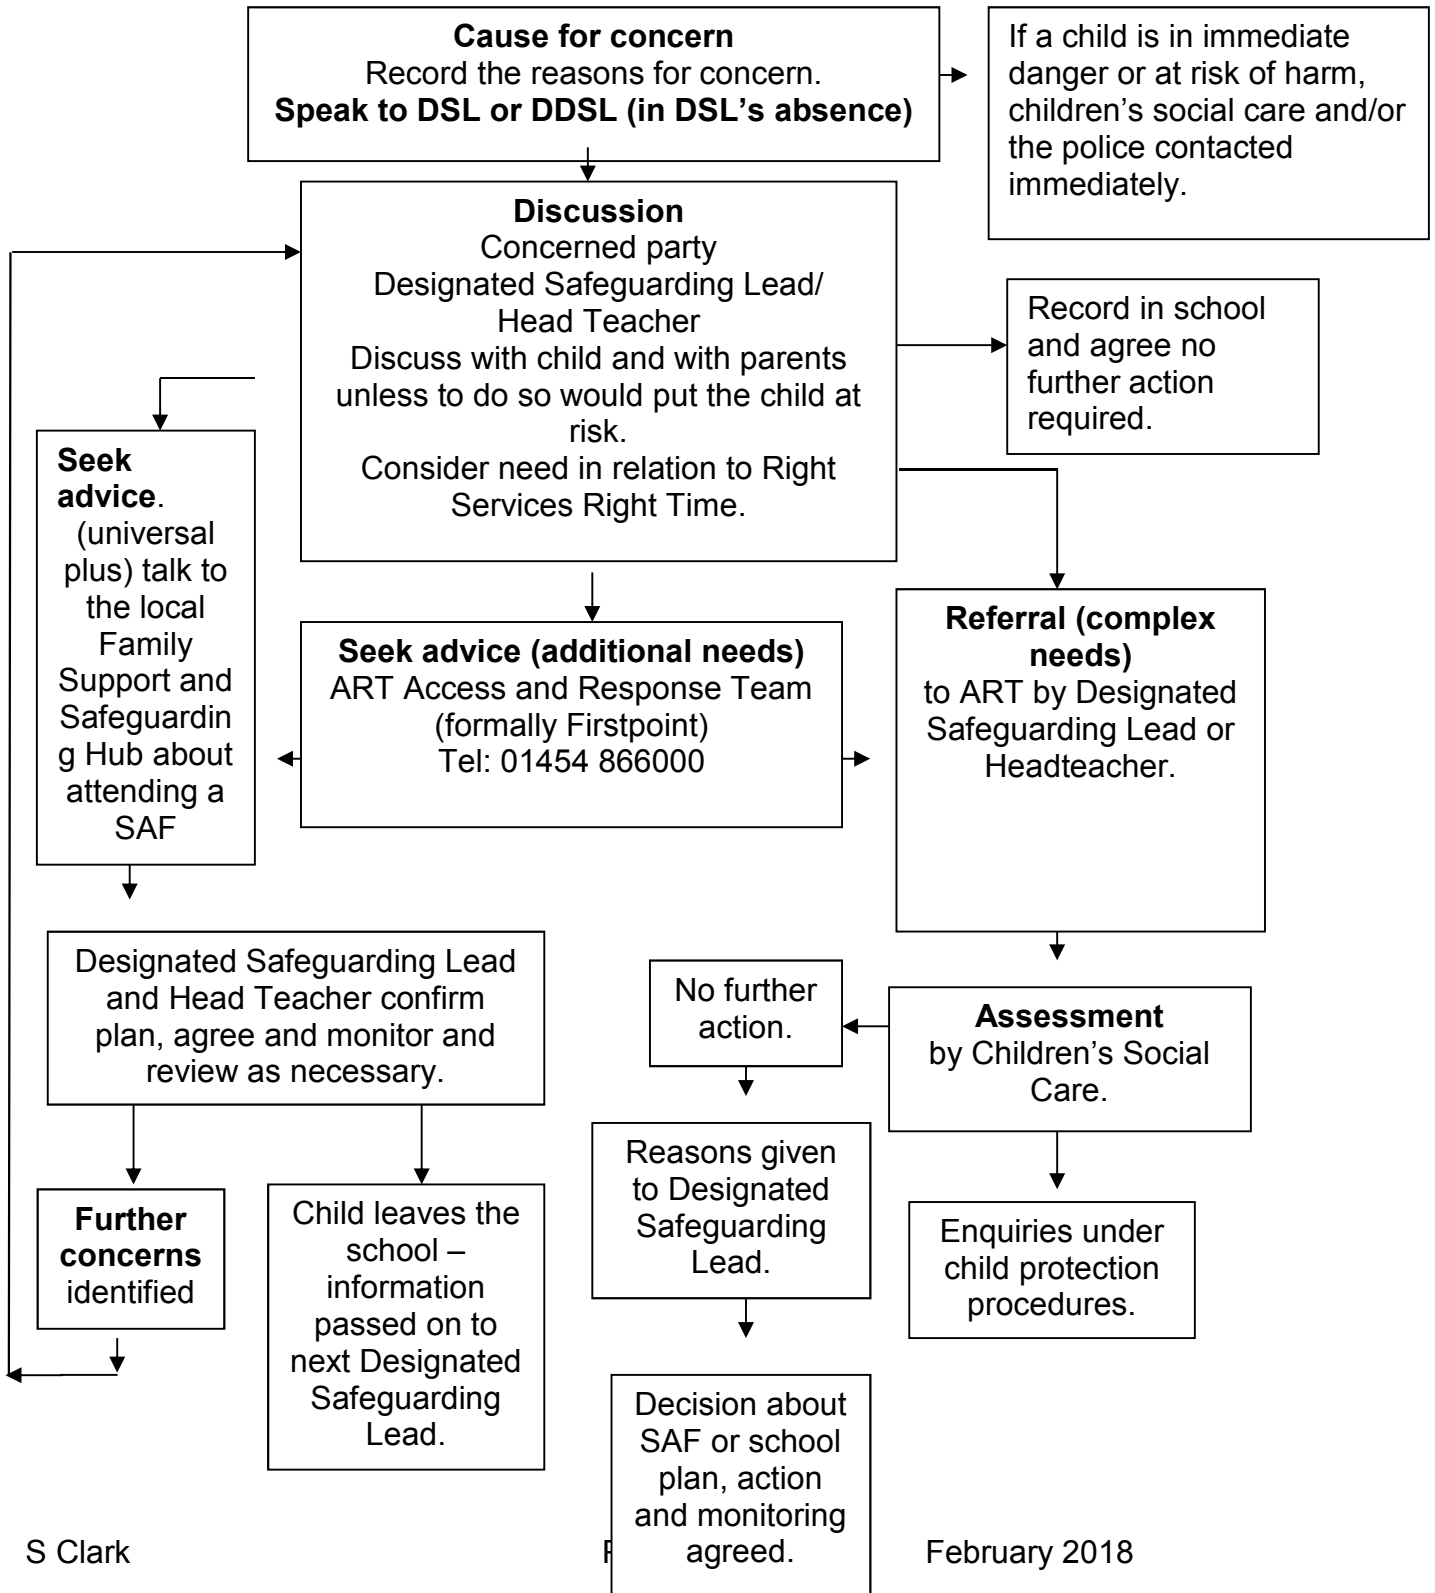 Cause for concern
Record the reasons for concern.
Speak to DSL or DDSL (in DSL's absence)
If a child is in immediate
danger or at risk of harm,
children's social care and/or
the police contacted
immediately.
Discussion
Concerned party
Designated Safeguarding Lead/
Head Teacher
Discuss with child and with parents
unless to do so would put the child at
risk.
Consider need in relation to Right
Services Right Time.
Record in school
and agree no
further action
required.
Seek
advice.
(universal
plus) talk to
the local
Family
Support and
Safeguardin
g Hub about
attending a
SAF
Seek advice (additional needs)
ART Access and Response Team
(formally Firstpoint)
Tel: 01454 866000
Referral (complex
needs)
to ART by Designated
Safeguarding Lead or
Headteacher.
Designated Safeguarding Lead
and Head Teacher confirm
plan, agree and monitor and
review as necessary.
No further
action.
Assessment
by Children's Social
Care.
Further
concerns
identified
Child leaves the
school –
information
passed on to
next Designated
Safeguarding
Lead.
Reasons given
to Designated
Safeguarding
Lead.
Enquiries under
child protection
procedures.
Decision about
SAF or school
plan, action
and monitoring
agreed.
S Clark
February 2018